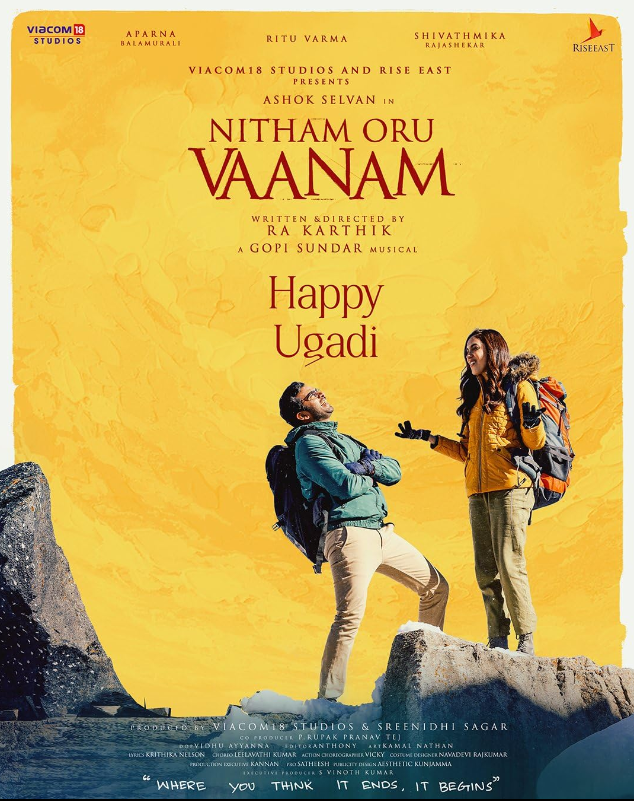 VIACOM18
STUDIOS
APARNA
BALAMURALI
RITU VARMA
SHIVATHMIKA
RAJASHEKAR
RISEEAST
VIACOM18 STUDIOS AND RISE EAST
PRESENTS
ASHOK SELVAN IN
NITHAM ORU
VAANAM
WRITTEN & DIRECTED BY
RA KARTHIK
A GOPI SUNDAR MUSICAL
Happy
Ugadi
PRODUCED BY VIACOM18 STUDIOS & SREENIDHI SAGAR
CO PRODUCER P.RUPAK PRANAV TEJ
DOP VIDHU AYYANNA EDITOR ANTHONY ART KAMAL NATHAN
LYRICS KRITHIKA NELSON CHOREO LEELAVATHI KUMAR ACTION CHOREOGRAPHER VICKY COSTUME DESIGNER NAVADEVI RAJKUMAR
PRODUCTION EXECUTIVE KANNAN PRO SATHEESH PUBLICITY DESIGN AESTHETIC KUNJAMMA
EXECUTIVE PRODUCER S VINOTH KUMAR
“WHERE YOU THINK IT ENDS, IT BEGINS”